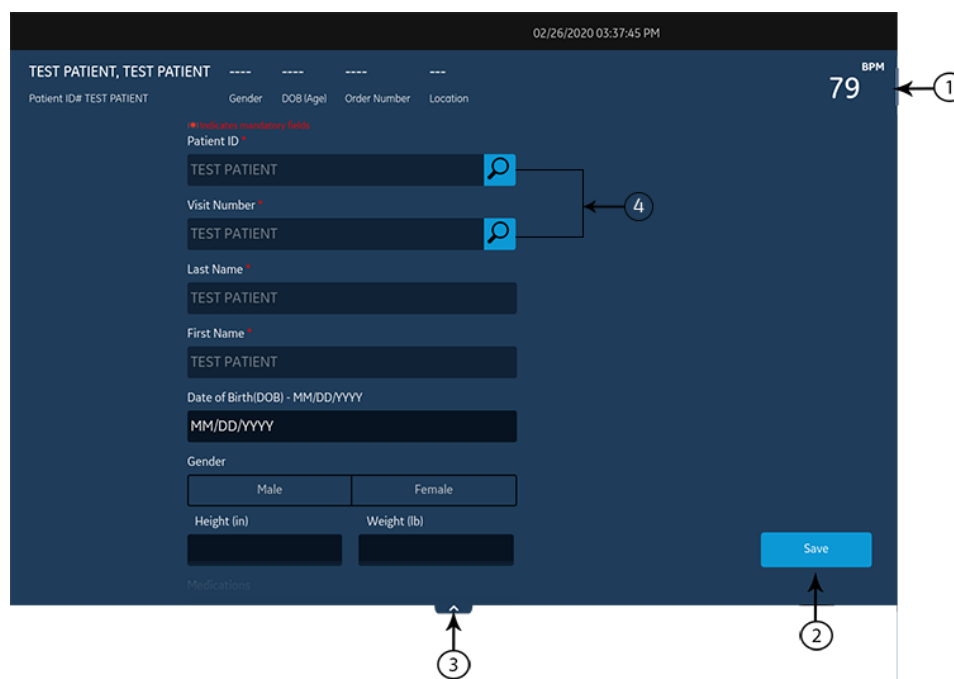 02/26/2020 03:37:45 PM
TEST PATIENT, TEST PATIENT ---- ---- ---- ---
BPM
79
1
Patient ID# TEST PATIENT Gender DOB (Age) Order Number Location
Indicates mandatory fields
Patient ID *
TEST PATIENT
4
Visit Number *
TEST PATIENT
Last Name *
TEST PATIENT
First Name *
TEST PATIENT
Date of Birth(DOB) - MM/DD/YYYY
MM/DD/YYYY
Gender
Male Female
Height (in) Weight (lb)
Save
Medications
2
3